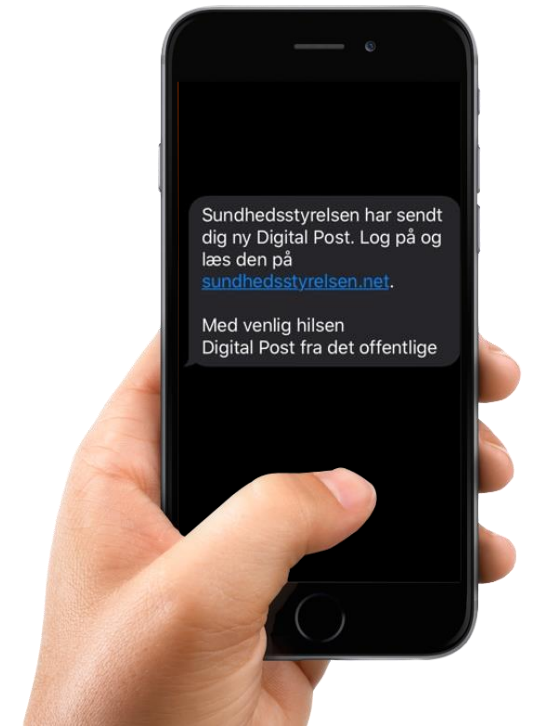 Sundhedsstyrelsen har sendt
dig ny Digital Post. Log på og
læs den på
sundhedsstyrelsen.net.
Med venlig hilsen
Digital Post fra det offentlige